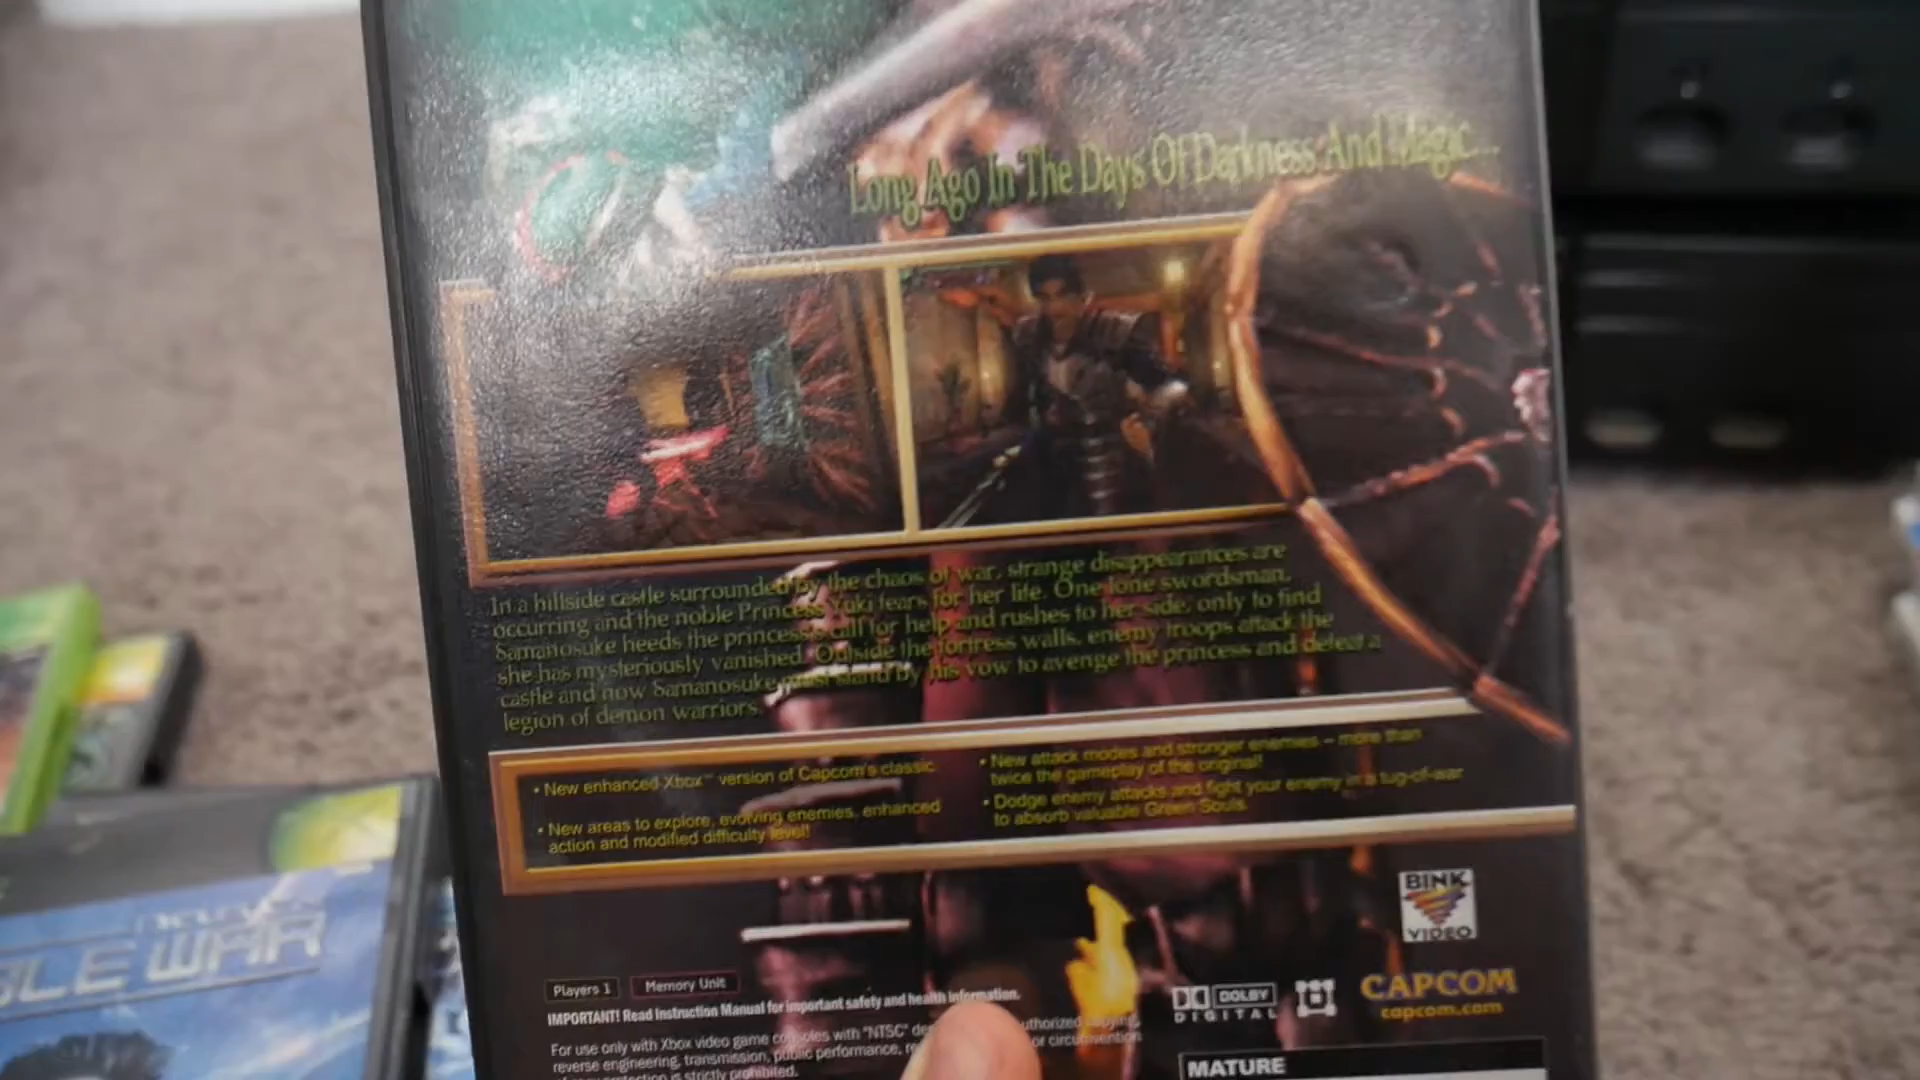 Long Ago In The Days Of Darkness And Magic...
In a hillside castle surrounded by the chaos of war, strange disappearances are
occurring and the noble Princess Yuki fears for her life. One lone swordsman,
Samanosuke heeds the princess's call for help and rushes to her side, only to find
she has mysteriously vanished. Outside the fortress walls, enemy troops attack the
castle and now Samanosuke must stand by his vow to avenge the princess and defeat a
legion of demon warriors.
• New enhanced Xbox™ version of Capcom's classic
• New areas to explore, evolving enemies, enhanced
action and modified difficulty level!
• New attack modes and stronger enemies – more than
twice the gameplay of the original!
• Dodge enemy attacks and fight your enemy in a tug-of-war
to absorb valuable Green Souls
BINK
VIDEO
Players 1
Memory Unit
IMPORTANT! Read Instruction Manual for important safety and health information.
For use only with Xbox video game consoles with "NTSC" copying,
reverse engineering, transmission, public performance, or circumvention
is strictly prohibited.
DOLBY
DIGITAL
CAPCOM
capcom.com
MATURE
WAR